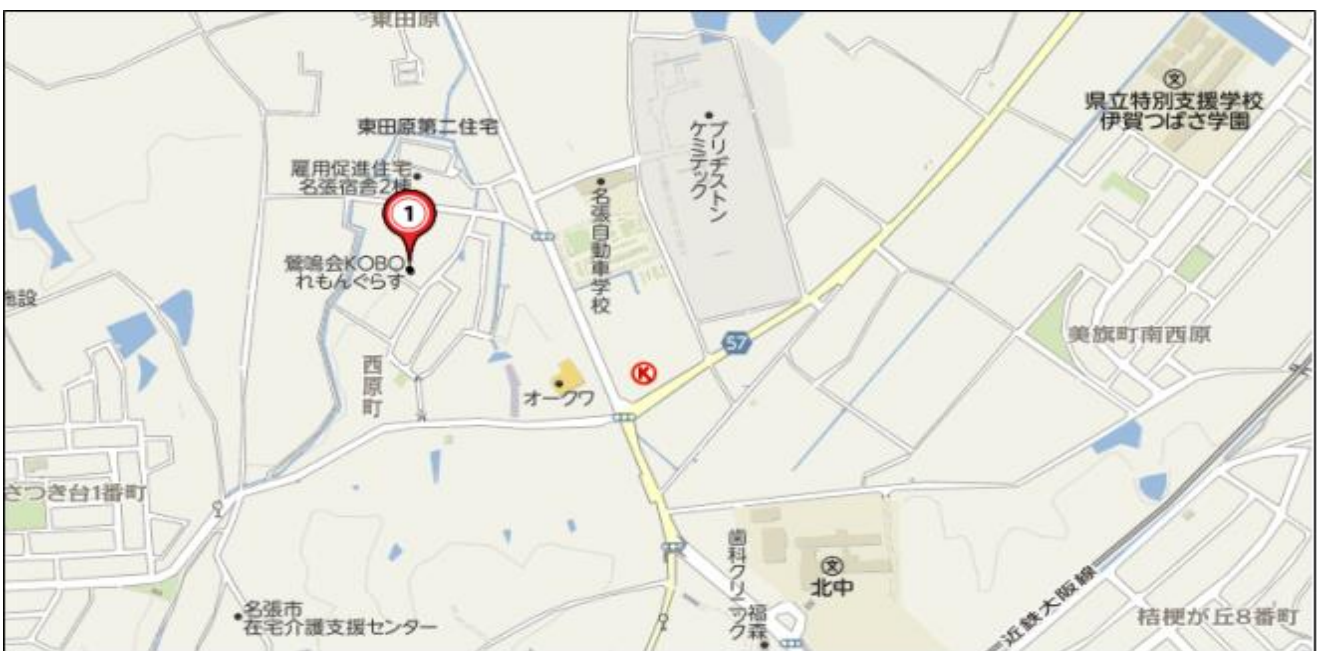 東田原
文
県立特別支援学校
伊賀つばさ学園
東田原第二住宅
ブリヂストン
ケミテック
雇用促進住宅
名張宿舎2棟
名張自動車学校
1
鷺鳴会KOBO
れもんぐらす
施設
美旗町南西原
57
西原町
K
オークワ
さつき台1番町
歯科クリニック
福森
文
北中
近鉄大阪線
桔梗が丘8番町
名張市
在宅介護支援センター